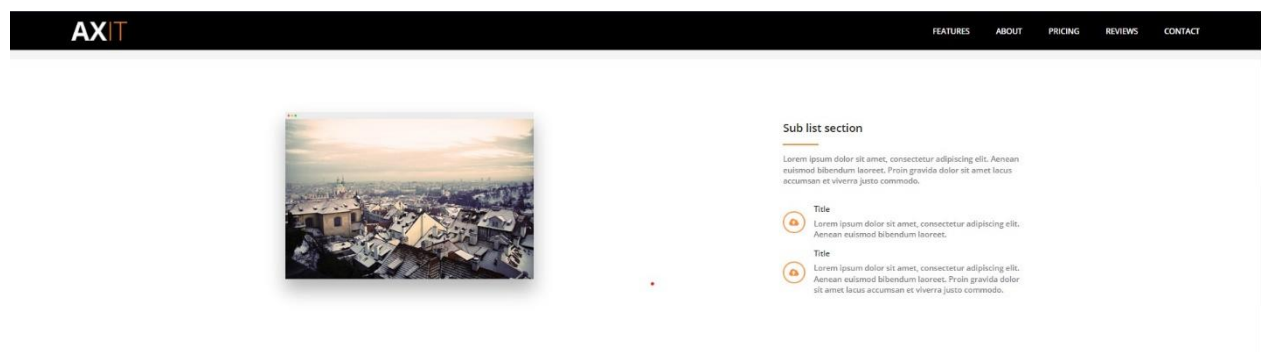 AXIT
FEATURES ABOUT PRICING REVIEWS CONTACT
Sub list section
Lorem ipsum dolor sit amet, consectetur adipiscing elit. Aenean
euismod bibendum laoreet. Proin gravida dolor sit amet lacus
accumsan et viverra justo commodo.
Title
Lorem ipsum dolor sit amet, consectetur adipiscing elit.
Aenean euismod bibendum laoreet.
Title
Lorem ipsum dolor sit amet, consectetur adipiscing elit.
Aenean euismod bibendum laoreet. Proin gravida dolor
sit amet lacus accumsan et viverra justo commodo.